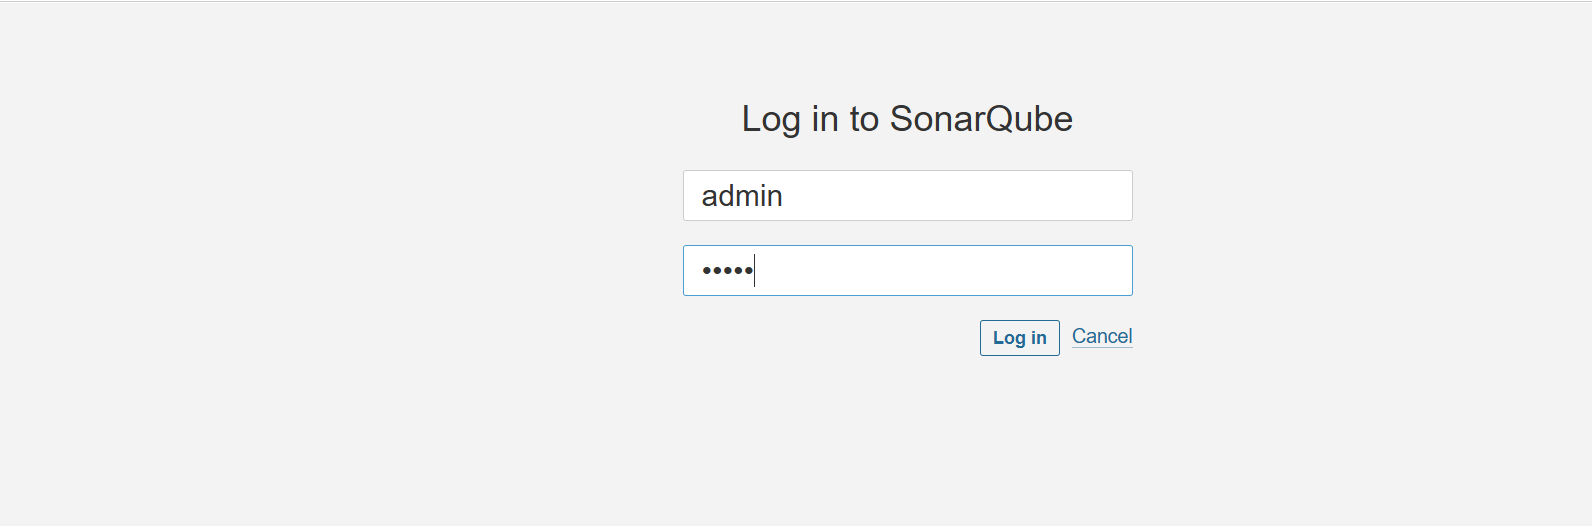 Log in to SonarQube
admin
•••••
Log in Cancel